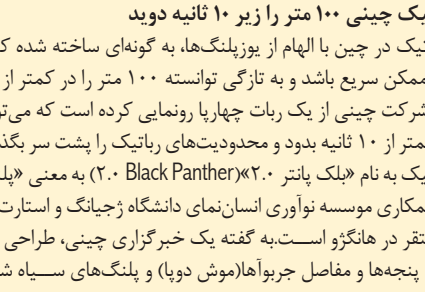 یک چینی ۱۰۰ متر را زیر ۱۰ ثانیه دوید
تیک در چین با الهام از یوزپلنگ‌ها، به گونه‌ای ساخته شده ک
ممکن سریع باشد و به تازگی توانسته ۱۰۰ متر را در کمتر از
شرکت چینی از یک ربات چهارپا رونمایی کرده است که می‌تو
کمتر از ۱۰ ثانیه بدود و محدودیت‌های رباتیک را پشت سر بگذ
یک به نام «بلک پانتر ۲.۰»(Black Panther ۲.۰) به معنی «پل
همکاری موسسه نوآوری انسان‌نمای دانشگاه ژجیانگ و استارت
تقر در هانگژو است.به گفته یک خبرگزاری چینی، طراحی
پنجه‌ها و مفاصل جربوآها(موش دوپا) و پلنگ‌های سیاه ش